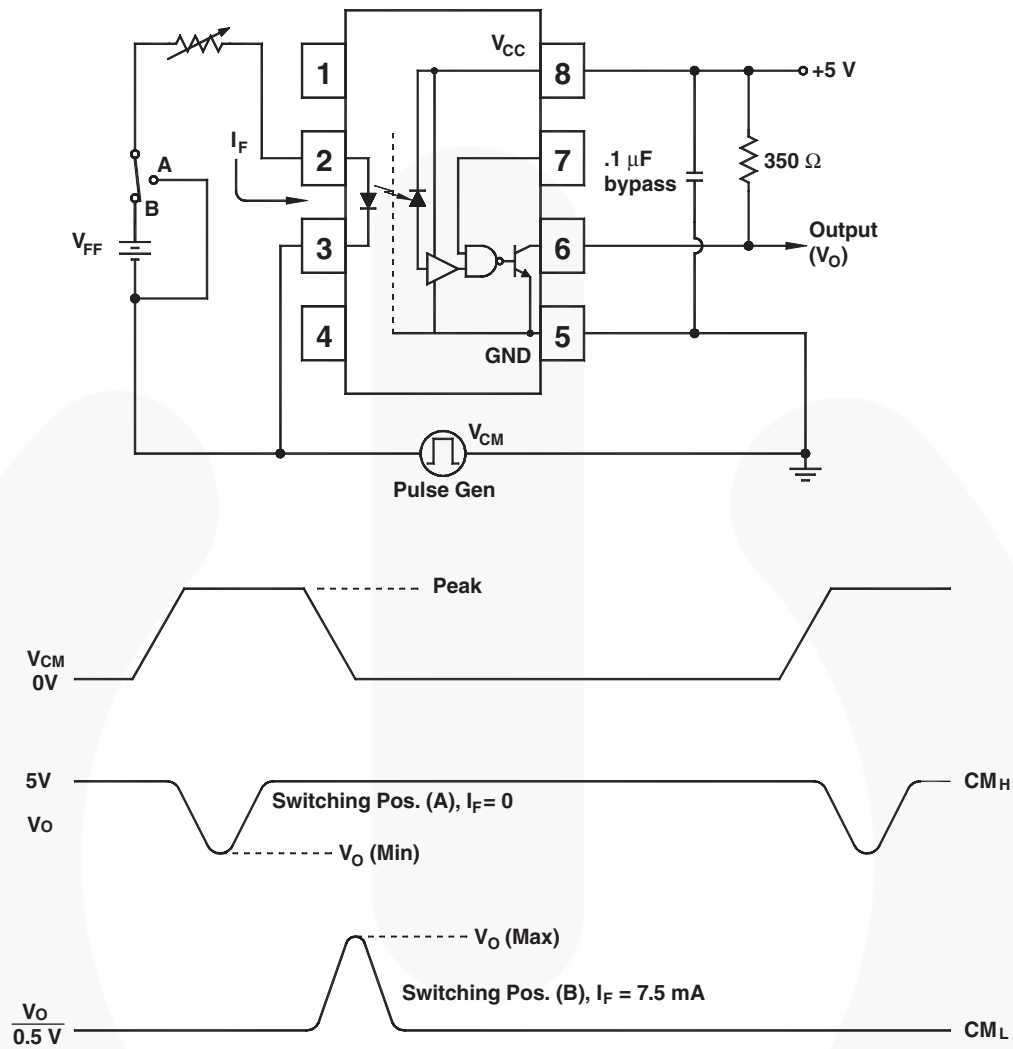 V_CC
1
8
+5 V
I_F
A
2
7
.1 μF
bypass
350 Ω
B
V_FF
3
6
Output
(V_O)
4
5
GND
V_CM
Pulse Gen
Peak
V_CM
0V
5V
Switching Pos. (A), I_F = 0
CM_H
V_O
V_O (Min)
V_O (Max)
Switching Pos. (B), I_F = 7.5 mA
V_O
0.5 V
CM_L